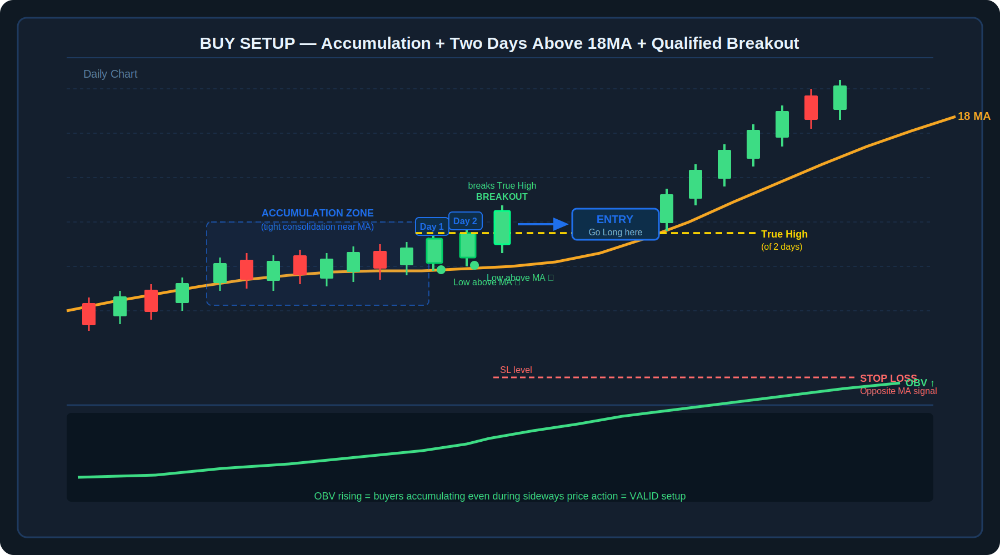 BUY SETUP — Accumulation + Two Days Above 18MA + Qualified Breakout
Daily Chart
18 MA
breaks True High
BREAKOUT
ACCUMULATION ZONE
(tight consolidation near MA)
Day 1
Day 2
ENTRY
Go Long here
True High
(of 2 days)
Low above MA
Low above MA
SL level
STOP LOSS
OBV ↑
Opposite MA signal
OBV rising = buyers accumulating even during sideways price action = VALID setup